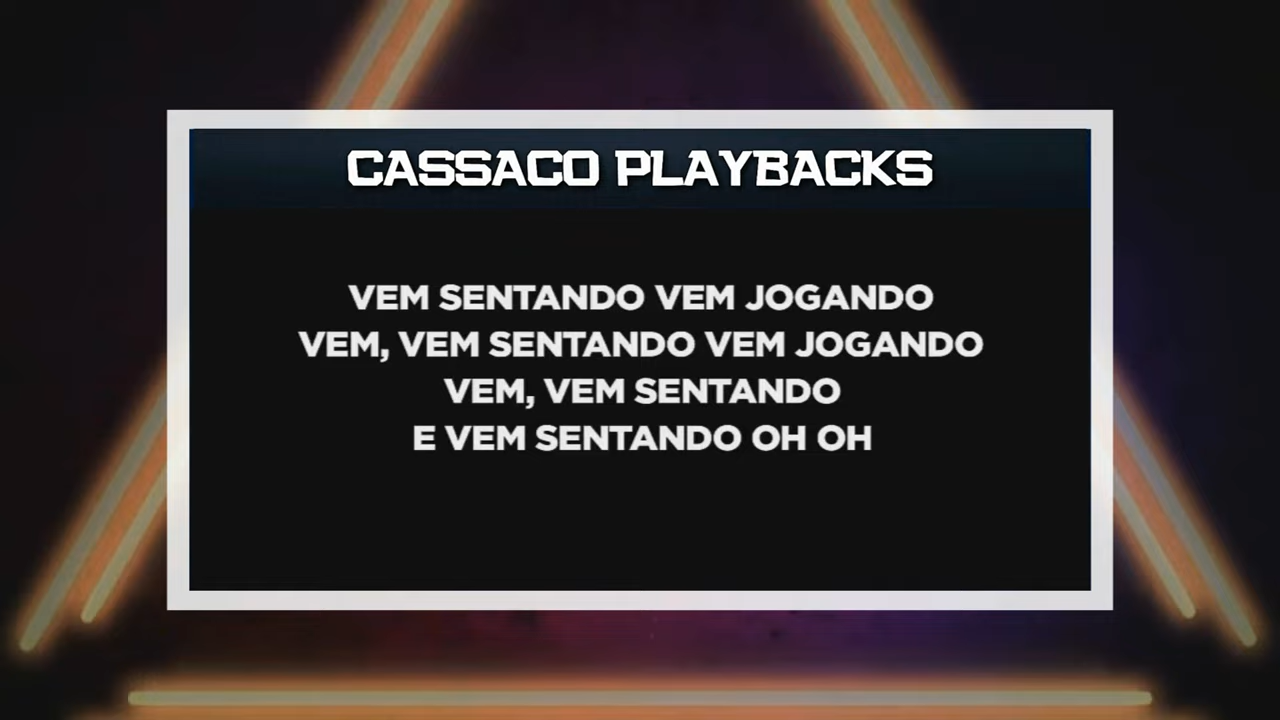 CASSACO PLAYBACKS
VEM SENTANDO VEM JOGANDO
VEM, VEM SENTANDO VEM JOGANDO
VEM, VEM SENTANDO
E VEM SENTANDO OH OH